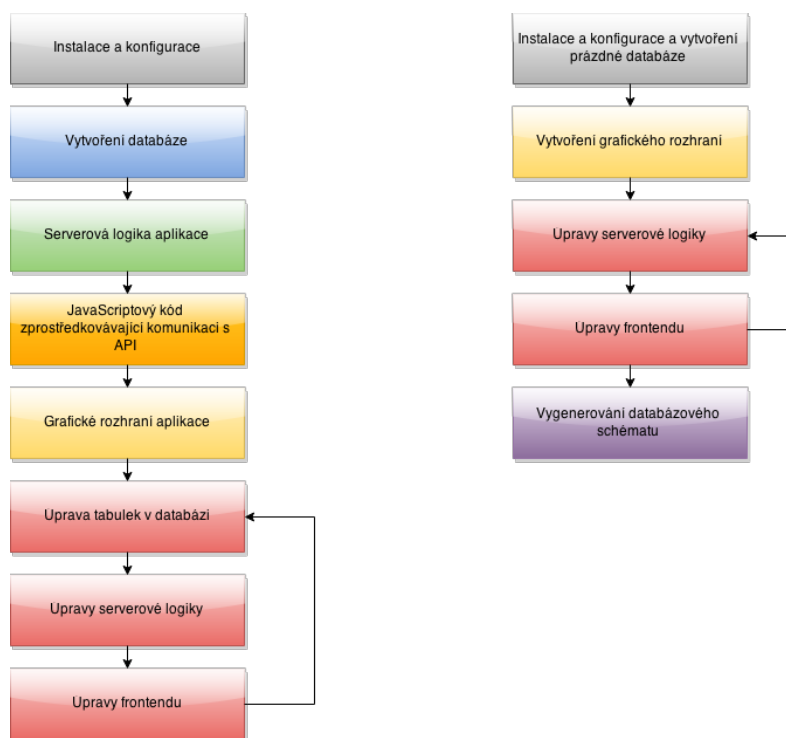 Instalace a konfigurace
Vytvoření databáze
Serverová logika aplikace
JavaScriptový kód
zprostředkovávající komunikaci s
API
Grafické rozhraní aplikace
Uprava tabulek v databázi
Upravy serverové logiky
Upravy frontendu
Instalace a konfigurace a vytvoření
prázdné databáze
Vytvoření grafického rozhraní
Upravy serverové logiky
Upravy frontendu
Vygenerování databázového
schématu